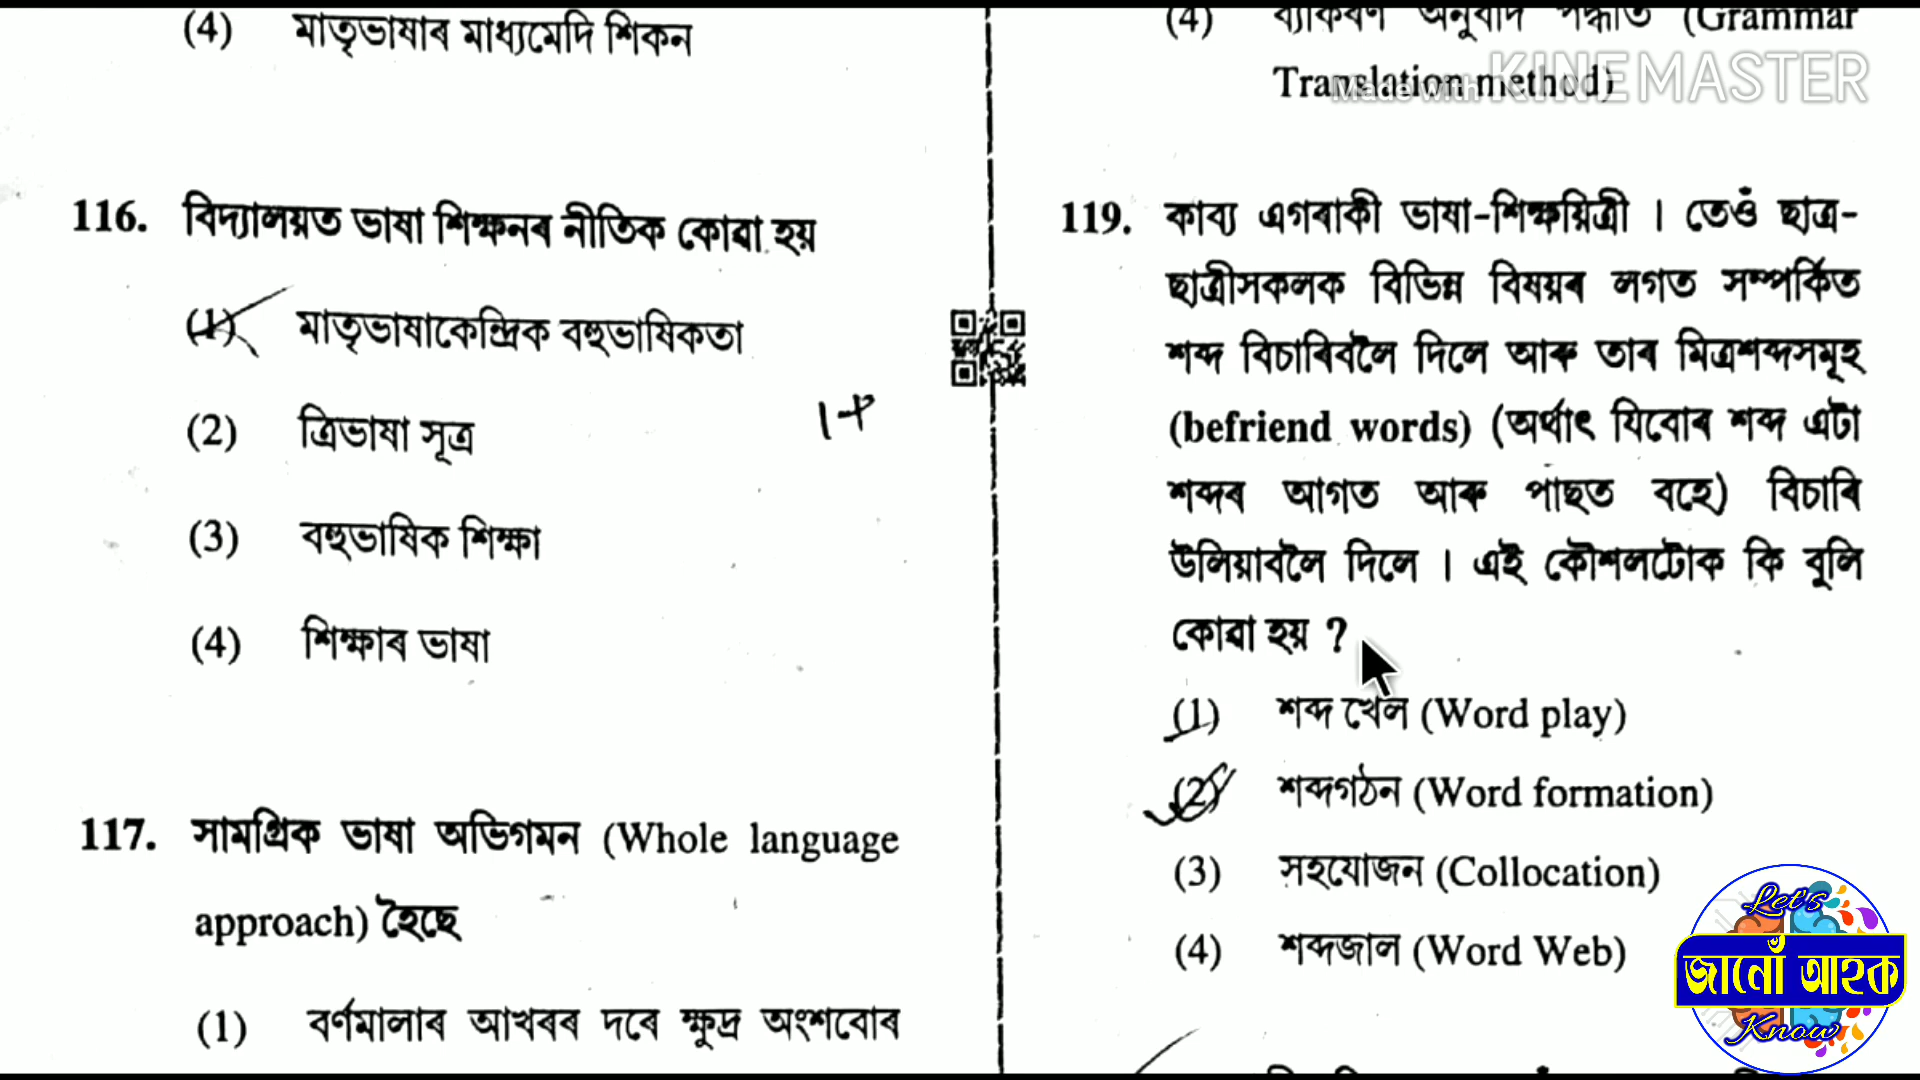 (4) মাতৃভাষাৰ মাধ্যমেদি শিকন
116. বিদ্যালয়ত ভাষা শিক্ষনৰ নীতিক কোৱা হয়
(1) মাতৃভাষাকেন্দ্ৰিক বহুভাষিকতা
(2) ত্ৰিভাষা সূত্ৰ
(3) বহুভাষিক শিক্ষা
(4) শিক্ষাৰ ভাষা
117. সামগ্ৰিক ভাষা অভিগমন (Whole language
approach) হৈছে
(1) বৰ্ণমালাৰ আখৰৰ দৰে ক্ষুদ্ৰ অংশবোৰ
(4) ব্যাকৰণ অনুবাদ পদ্ধতি (Grammar
Translation method)
Made with KINEMASTER
119. কাব্য এগৰাকী ভাষা-শিক্ষয়িত্ৰী । তেওঁ ছাত্ৰ-
ছাত্ৰীসকলক বিভিন্ন বিষয়ৰ লগত সম্পৰ্কিত
শব্দ বিচাৰিবলৈ দিলে আৰু তাৰ মিত্ৰশব্দসমূহ
(befriend words) (অৰ্থাৎ যিবোৰ শব্দ এটা
শব্দৰ আগত আৰু পাছত বহে) বিচাৰি
উলিয়াবলৈ দিলে । এই কৌশলটোক কি বুলি
কোৱা হয় ?
(1) শব্দ খেল (Word play)
(2) শব্দগঠন (Word formation)
(3) সহযোজন (Collocation)
(4) শব্দজাল (Word Web)
Let's
জানোঁ আহক
Know